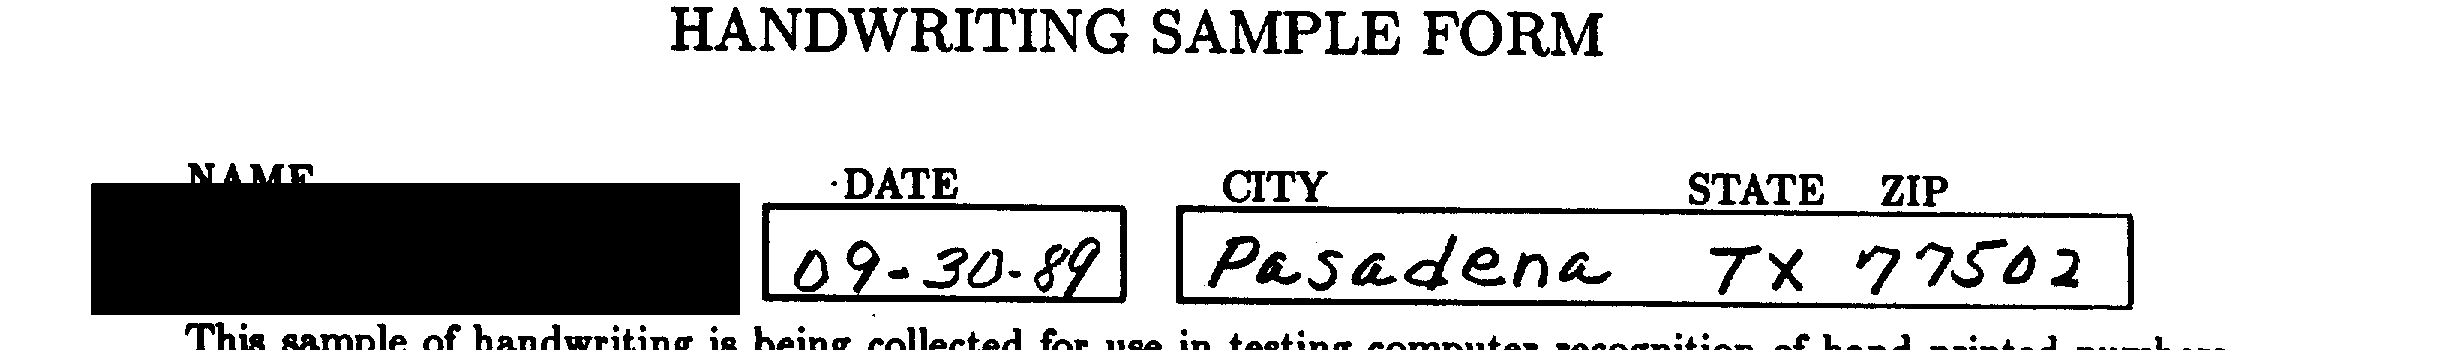 HANDWRITING SAMPLE FORM
NAME DATE CITY STATE ZIP
09-30-89 Pasadena TX 77502
This sample of handwriting is being collected for use in testing computer recognition of hand printed numbers